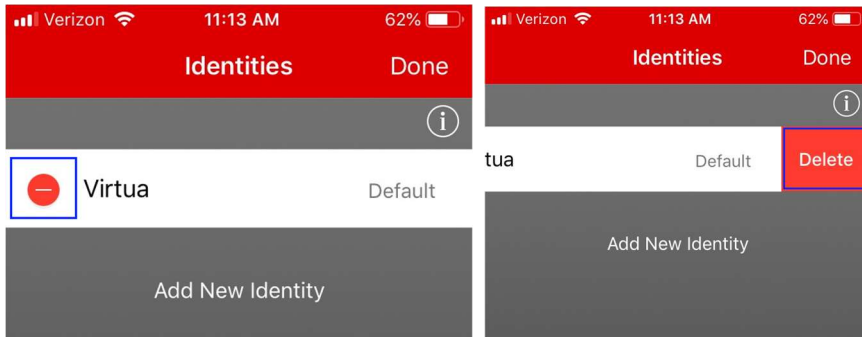 Verizon 11:13 AM 62%
Identities Done
i
Virtua Default
Add New Identity
Verizon 11:13 AM 62%
Identities Done
i
tua Default Delete
Add New Identity